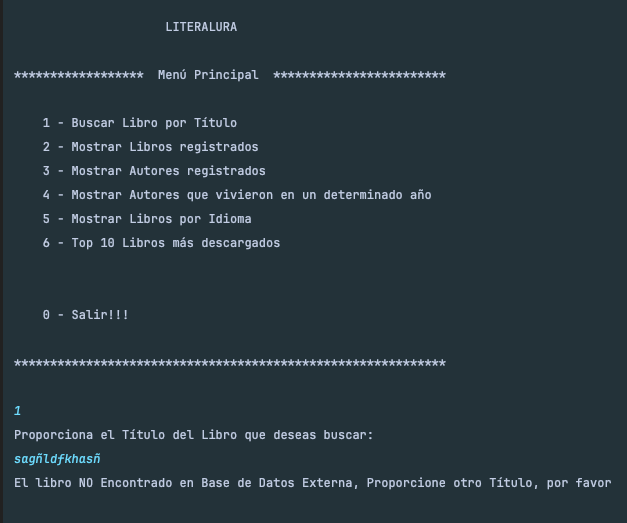 LITERALURA
****************** Menú Principal ************************
1 - Buscar Libro por Título
2 - Mostrar Libros registrados
3 - Mostrar Autores registrados
4 - Mostrar Autores que vivieron en un determinado año
5 - Mostrar Libros por Idioma
6 - Top 10 Libros más descargados
0 - Salir!!!
************************************************************
1
Proporciona el Título del Libro que deseas buscar:
sagñldfkhasñ
El libro NO Encontrado en Base de Datos Externa, Proporcione otro Título, por favor